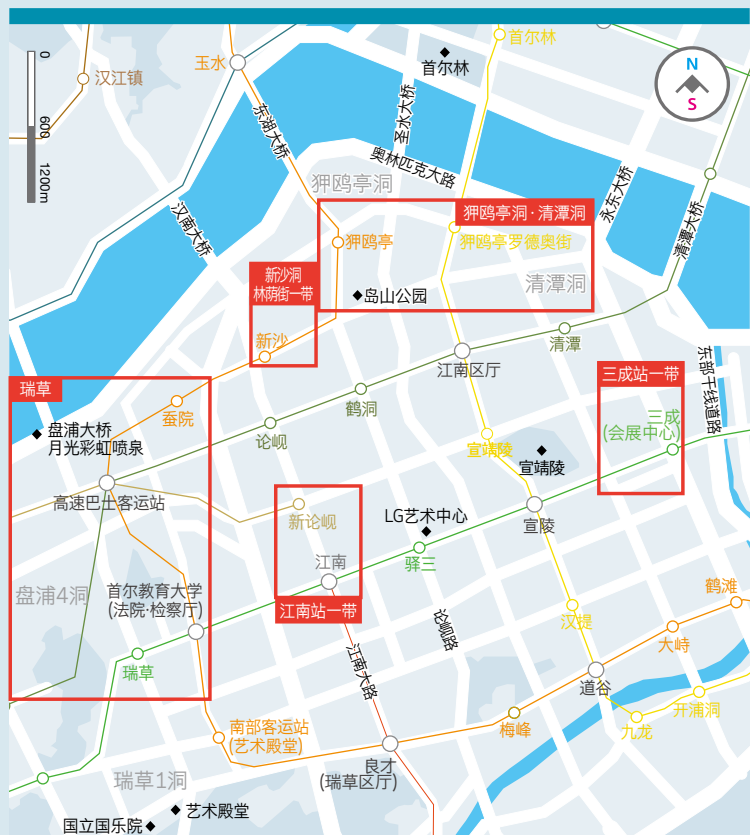 0
600
1200m
汉江镇
玉水
首尔林
首尔林
N
S
东湖大桥
圣水大桥
奥林匹克大路
狎鸥亭洞
汉南大桥
永东大桥
清潭大桥
狎鸥亭洞·清潭洞
狎鸥亭
狎鸥亭罗德奥街
清潭洞
新沙洞
林荫街一带
岛山公园
新沙
清潭
江南区厅
东部干线道路
三成站一带
瑞草
鹤洞
蚕院
论岘
三成
(会展中心)
盘浦大桥
月光彩虹喷泉
宣靖陵
宣靖陵
高速巴士客运站
新论岘
LG艺术中心
宣陵
江南
驿三
盘浦4洞
首尔教育大学
(法院·检察厅)
江南站一带
汉提
鹤滩
论岘路
大峙
江南大路
瑞草
道谷
开浦洞
南部客运站
(艺术殿堂)
梅峰
九龙
良才
(瑞草区厅)
瑞草1洞
艺术殿堂
国立国乐院